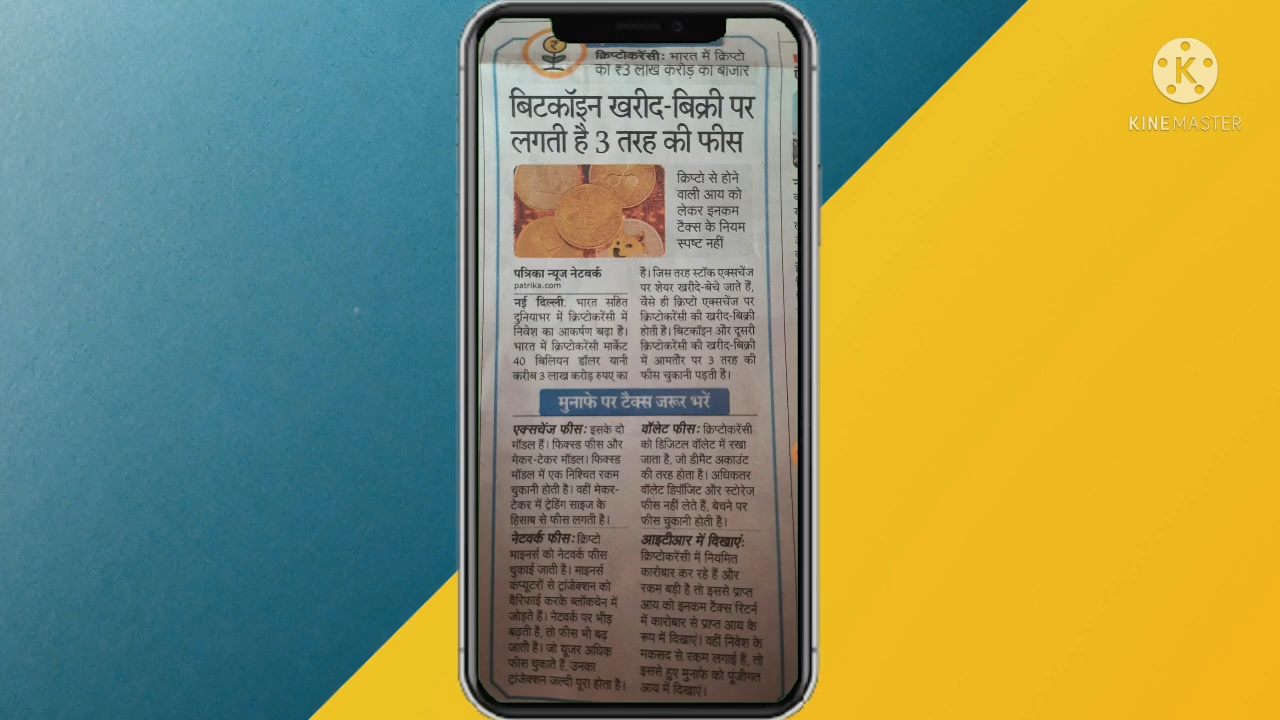 क्रिप्टोकरेंसी: भारत में क्रिप्टो
का ₹3 लाख करोड़ का बाजार
बिटकॉइन खरीद-बिक्री पर
लगती है 3 तरह की फीस
क्रिप्टो से होने
वाली आय को
लेकर इनकम
टैक्स के नियम
स्पष्ट नहीं
पत्रिका न्यूज नेटवर्क
patrika.com
नई दिल्ली. भारत सहित
दुनियाभर में क्रिप्टोकरेंसी में
निवेश का आकर्षण बढ़ा है।
भारत में क्रिप्टोकरेंसी मार्केट
40 बिलियन डॉलर यानी
करीब 3 लाख करोड़ रुपए का
है। जिस तरह स्टॉक एक्सचेंज
पर शेयर खरीदे-बेचे जाते हैं,
वैसे ही क्रिप्टो एक्सचेंज पर
क्रिप्टोकरेंसी की खरीद-बिक्री
होती है। बिटकॉइन और दूसरी
क्रिप्टोकरेंसी की खरीद-बिक्री
में आमतौर पर 3 तरह की
फीस चुकानी पड़ती है।
मुनाफे पर टैक्स जरूर भरें
एक्सचेंज फीस: इसके दो
मॉडल हैं। फिक्स्ड फीस और
मेकर-टेकर मॉडल। फिक्स्ड
मॉडल में एक निश्चित रकम
चुकानी होती है। वहीं मेकर-
टेकर में ट्रेडिंग साइज के
हिसाब से फीस लगती है।
नेटवर्क फीस: क्रिप्टो
माइनर्स को नेटवर्क फीस
चुकाई जाती है। माइनर्स
कंप्यूटरों से ट्रांजेक्शन को
वैरिफाई करके ब्लॉकचेन में
जोड़ते हैं। नेटवर्क पर भीड़
बढ़ती है, तो फीस भी बढ़
जाती है। जो यूजर अधिक
फीस चुकाते हैं, उनका
ट्रांजेक्शन जल्दी पूरा होता है।
वॉलेट फीस: क्रिप्टोकरेंसी
को डिजिटल वॉलेट में रखा
जाता है, जो डीमैट अकाउंट
की तरह होता है। अधिकतर
वॉलेट डिपॉजिट और स्टोरेज
फीस नहीं लेते हैं, बेचने पर
फीस चुकानी होती है।
आइटीआर में दिखाएं:
क्रिप्टोकरेंसी में नियमित
कारोबार कर रहे हैं और
रकम बड़ी है तो इससे प्राप्त
आय को इनकम टैक्स रिटर्न
में कारोबार से प्राप्त आय के
रूप में दिखाएं। वहीं निवेश के
मकसद से रकम लगाई है, तो
इससे हुए मुनाफे को पूंजीगत
आय में दिखाएं।
K
KINEMASTER